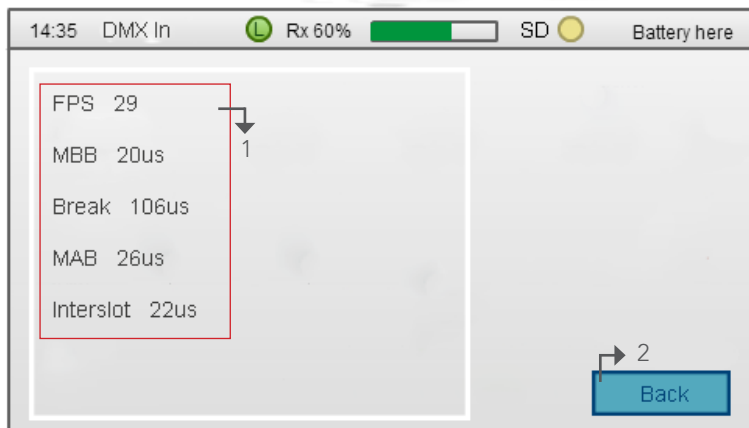 14:35 DMX In L Rx 60% SD Battery here
FPS 29
1
MBB 20us
Break 106us
MAB 26us
Interslot 22us
2
Back